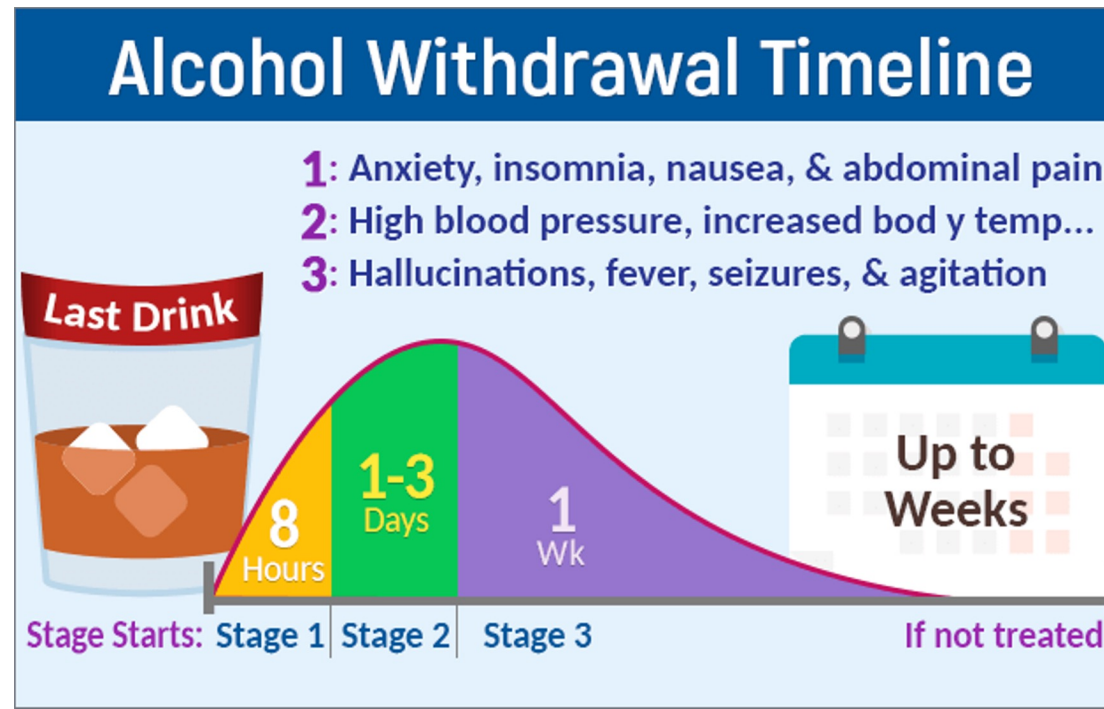 Alcohol Withdrawal Timeline
1: Anxiety, insomnia, nausea, & abdominal pain
2: High blood pressure, increased bod y temp...
3: Hallucinations, fever, seizures, & agitation
Last Drink
Up to
Weeks
8
Hours
1-3
Days
1
Wk
Stage Starts: Stage 1 Stage 2 Stage 3 If not treated